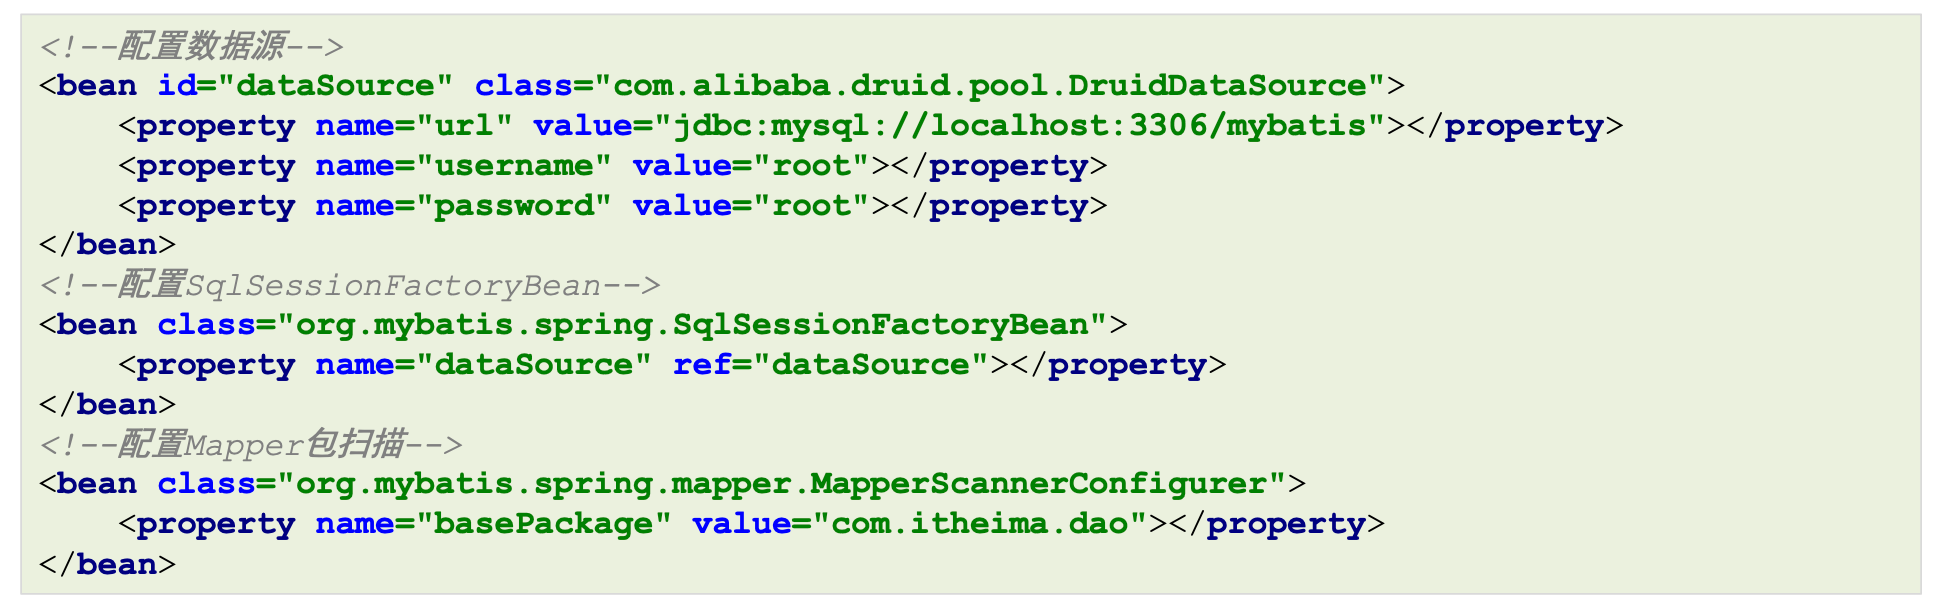 <!--配置数据源-->
<bean id="dataSource" class="com.alibaba.druid.pool.DruidDataSource">
    <property name="url" value="jdbc:mysql://localhost:3306/mybatis"></property>
    <property name="username" value="root"></property>
    <property name="password" value="root"></property>
</bean>
<!--配置SqlSessionFactoryBean-->
<bean class="org.mybatis.spring.SqlSessionFactoryBean">
    <property name="dataSource" ref="dataSource"></property>
</bean>
<!--配置Mapper包扫描-->
<bean class="org.mybatis.spring.mapper.MapperScannerConfigurer">
    <property name="basePackage" value="com.itheima.dao"></property>
</bean>